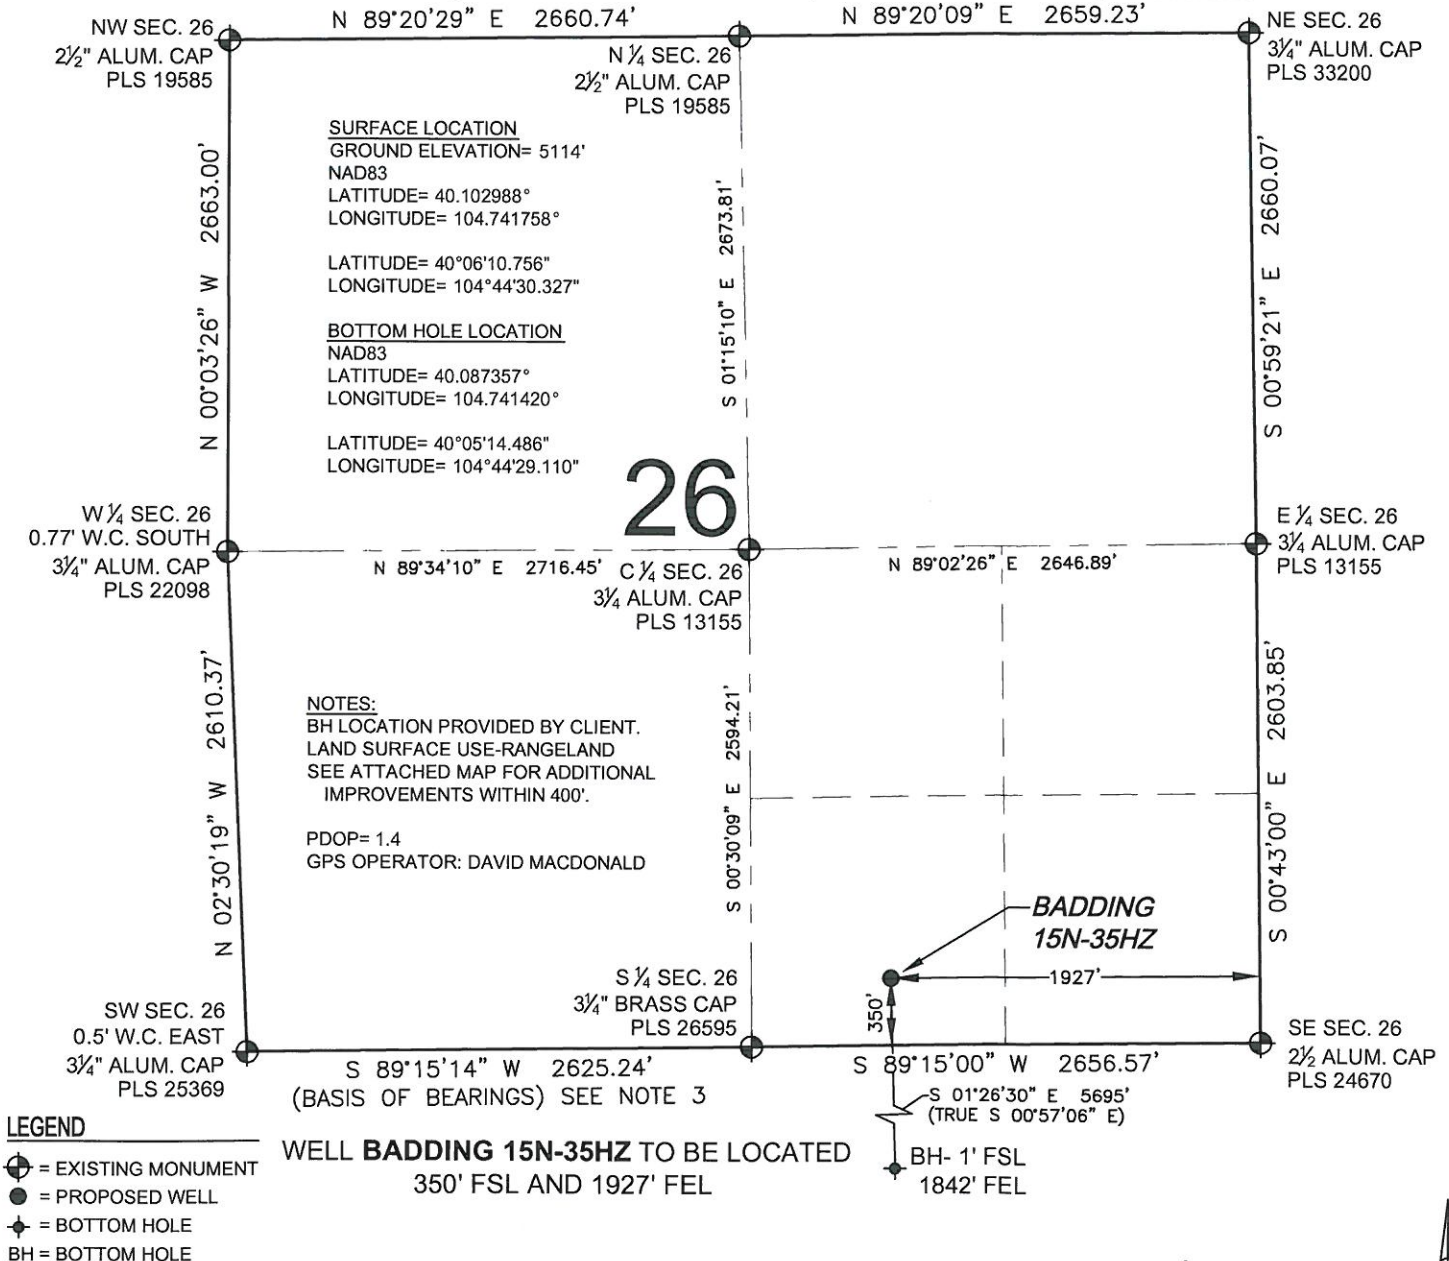 N 89°20'29" E 2660.74'
N 89°20'09" E 2659.23'
NW SEC. 26
2½" ALUM. CAP
PLS 19585
N ¼ SEC. 26
2½" ALUM. CAP
PLS 19585
NE SEC. 26
3¼" ALUM. CAP
PLS 33200
SURFACE LOCATION
GROUND ELEVATION= 5114'
NAD83
LATITUDE= 40.102988°
LONGITUDE= 104.741758°
LATITUDE= 40°06'10.756"
LONGITUDE= 104°44'30.327"
BOTTOM HOLE LOCATION
NAD83
LATITUDE= 40.087357°
LONGITUDE= 104.741420°
LATITUDE= 40°05'14.486"
LONGITUDE= 104°44'29.110"
N 00°03'26" W 2663.00'
S 01°15'10" E 2673.81'
S 00°59'21" E 2660.07'
26
W ¼ SEC. 26
0.77' W.C. SOUTH
3¼" ALUM. CAP
PLS 22098
N 89°34'10" E 2716.45'
C ¼ SEC. 26
3¼ ALUM. CAP
PLS 13155
N 89°02'26" E 2646.89'
E ¼ SEC. 26
3¼ ALUM. CAP
PLS 13155
N 02°30'19" W 2610.37'
NOTES:
BH LOCATION PROVIDED BY CLIENT.
LAND SURFACE USE-RANGELAND
SEE ATTACHED MAP FOR ADDITIONAL
IMPROVEMENTS WITHIN 400'.
PDOP= 1.4
GPS OPERATOR: DAVID MACDONALD
S 00°30'09" E 2594.21'
S 00°43'00" E 2603.85'
BADDING
15N-35HZ
1927'
350'
SW SEC. 26
0.5' W.C. EAST
3¼" ALUM. CAP
PLS 25369
S ¼ SEC. 26
3¼" BRASS CAP
PLS 26595
SE SEC. 26
2½ ALUM. CAP
PLS 24670
S 89°15'14" W 2625.24'
(BASIS OF BEARINGS) SEE NOTE 3
S 89°15'00" W 2656.57'
S 01°26'30" E 5695'
(TRUE S 00°57'06" E)
BH- 1' FSL
1842' FEL
WELL BADDING 15N-35HZ TO BE LOCATED
350' FSL AND 1927' FEL
LEGEND
= EXISTING MONUMENT
= PROPOSED WELL
= BOTTOM HOLE
BH = BOTTOM HOLE